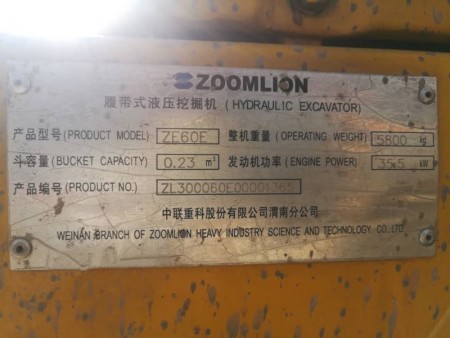 ZOOMLION
履带式液压挖掘机 (HYDRAULIC EXCAVATOR)
产品型号(PRODUCT MODEL) ZE60E 整机重量(OPERATING WEIGHT) 5800 kg
斗容量(BUCKET CAPACITY) 0.23 m³ 发动机功率(ENGINE POWER) 35.5 kW
产品编号(PRODUCT NO.) ZL300060E00001365
中联重科股份有限公司渭南分公司
WEINAN BRANCH OF ZOOMLION HEAVY INDUSTRY SCIENCE AND TECHNOLOGY CO.,LTD.